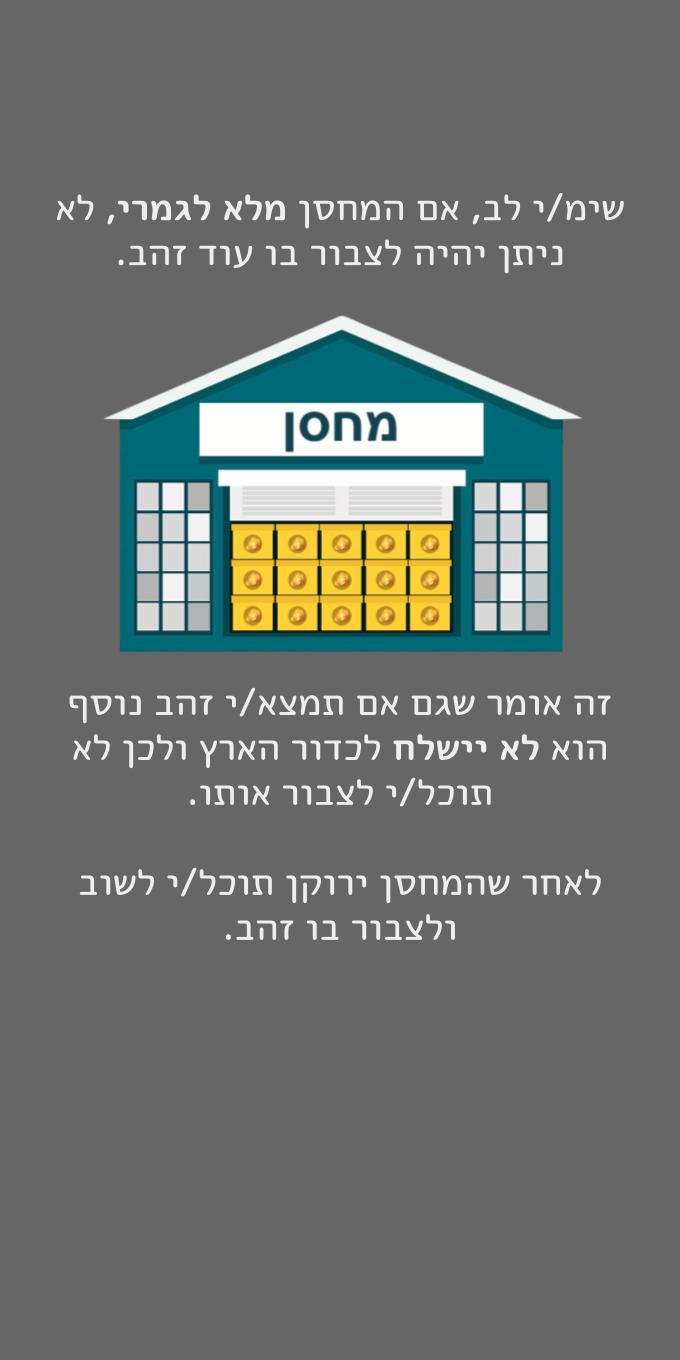 שימ/י לב, אם המחסן מלא לגמרי, לא
ניתן יהיה לצבור בו עוד זהב.
מחסן
זה אומר שגם אם תמצא/י זהב נוסף
הוא לא יישלח לכדור הארץ ולכן לא
תוכל/י לצבור אותו.
לאחר שהמחסן ירוקן תוכל/י לשוב
ולצבור בו זהב.